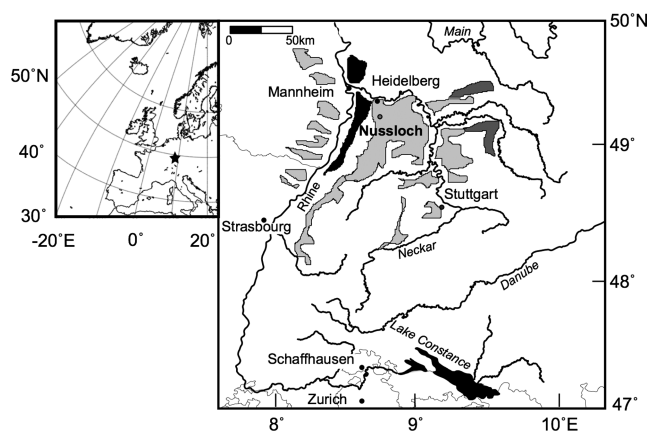 50˚N
40˚
30˚
-20˚E
0˚
20˚
0
50km
Main
50˚N
Mannheim
Heidelberg
Nussloch
49˚
Rhine
Stuttgart
Strasbourg
Neckar
Danube
48˚
Lake Constance
Schaffhausen
Zurich
47˚
8˚
9˚
10˚E